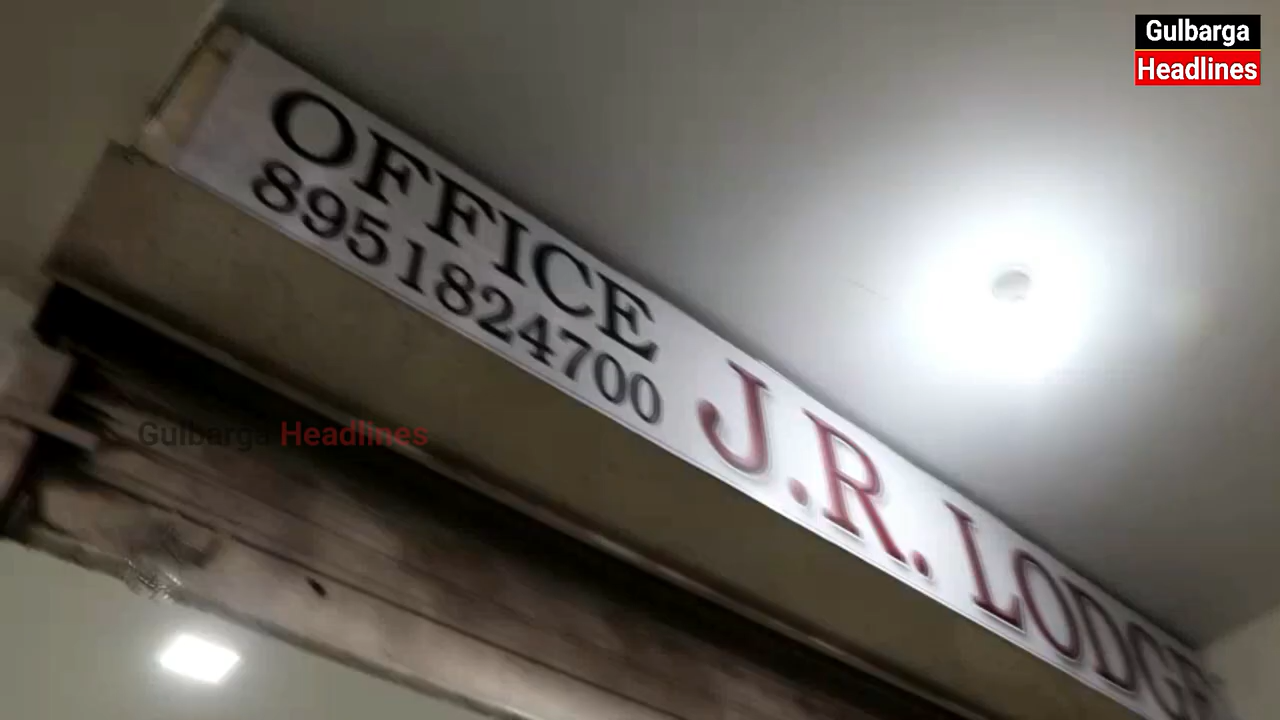 Gulbarga
Headlines
OFFICE
8951824700
J.R. LODGE
Gulbarga Headlines